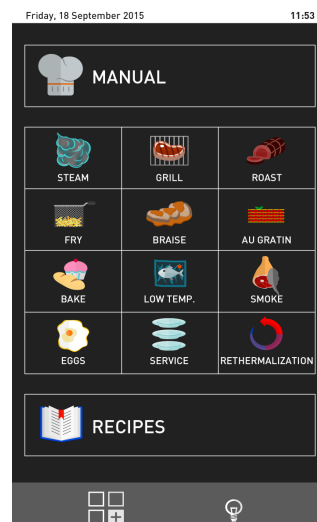 Friday, 18 September 2015 11:53
MANUAL
STEAM GRILL ROAST
FRY BRAISE AU GRATIN
BAKE LOW TEMP. SMOKE
EGGS SERVICE RETHERMALIZATION
RECIPES